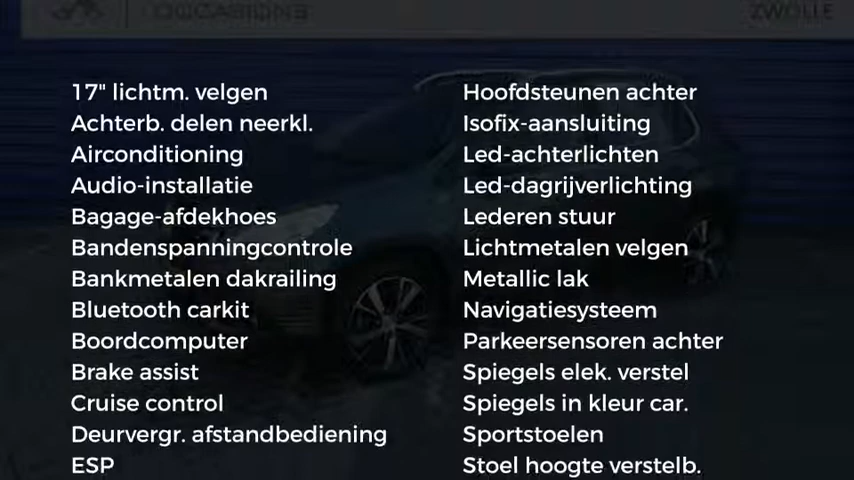 OCCASIONS
ZWOLLE
17" lichtm. velgen
Achterb. delen neerkl.
Airconditioning
Audio-installatie
Bagage-afdekhoes
Bandenspanningcontrole
Bankmetalen dakrailing
Bluetooth carkit
Boordcomputer
Brake assist
Cruise control
Deurvergr. afstandbediening
ESP
Hoofdsteunen achter
Isofix-aansluiting
Led-achterlichten
Led-dagrijverlichting
Lederen stuur
Lichtmetalen velgen
Metallic lak
Navigatiesysteem
Parkeersensoren achter
Spiegels elek. verstel
Spiegels in kleur car.
Sportstoelen
Stoel hoogte verstelb.